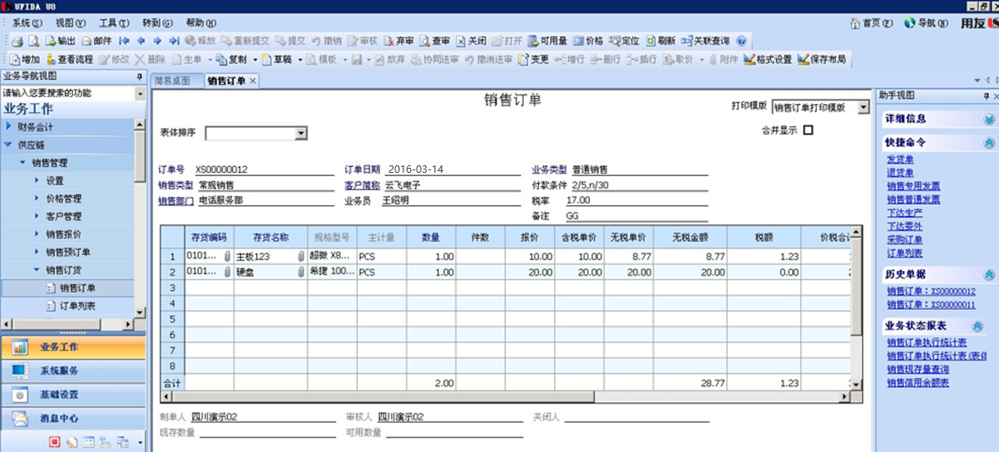 UFIDA U8
系统(S) 视图(V) 工具(T) 转到(G) 帮助(H) 首页(P) 导航(N) 用友
输出 邮件 释放 重新提交 提交 撤销 审核 弃审 查审 关闭 打开 可用量 价格 定位 刷新 关联查询
增加 查看流程 修改 删除 生单 复制 草稿 模板 放弃 协同送审 撤消送审 变更 增行 删行 插行 取价 附件 格式设置 保存布局
业务导航视图
请输入您要搜索的功能
业务工作
财务会计
供应链
销售管理
设置
价格管理
客户管理
销售报价
销售预订单
销售订货
销售订单
订单列表
业务工作
系统服务
基础设置
消息中心
简易桌面 销售订单
销售订单
打印模版 销售订单打印模版
表体排序
合并显示
订单号 XS00000012 订单日期 2016-03-14 业务类型 普通销售
销售类型 常规销售 客户简称 云飞电子 付款条件 2/5,n/30
销售部门 电话服务部 业务员 王绍明 税率 17.00
备注 GG
存货编码 存货名称 规格型号 主计量 数量 件数 报价 含税单价 无税单价 无税金额 税额 价税合
1 0101... 主板123 超微 X8... PCS 1.00 10.00 10.00 8.77 8.77 1.23
2 0101... 硬盘 希捷 100... PCS 1.00 20.00 20.00 20.00 20.00 0.00
3
4
5
6
7
8
合计 2.00 28.77 1.23
制单人 四川演示02 审核人 四川演示02 关闭人
现存数量 可用数量
助手视图
详细信息
快捷命令
发货单
退货单
销售专用发票
销售普通发票
下达生产
下达委外
采购订单
订单列表
历史单据
销售订单：XS00000012
销售订单：XS00000011
业务状态报表
销售订单执行统计表
销售订单执行统计表(表体
销售现存量查询
销售信用余额表